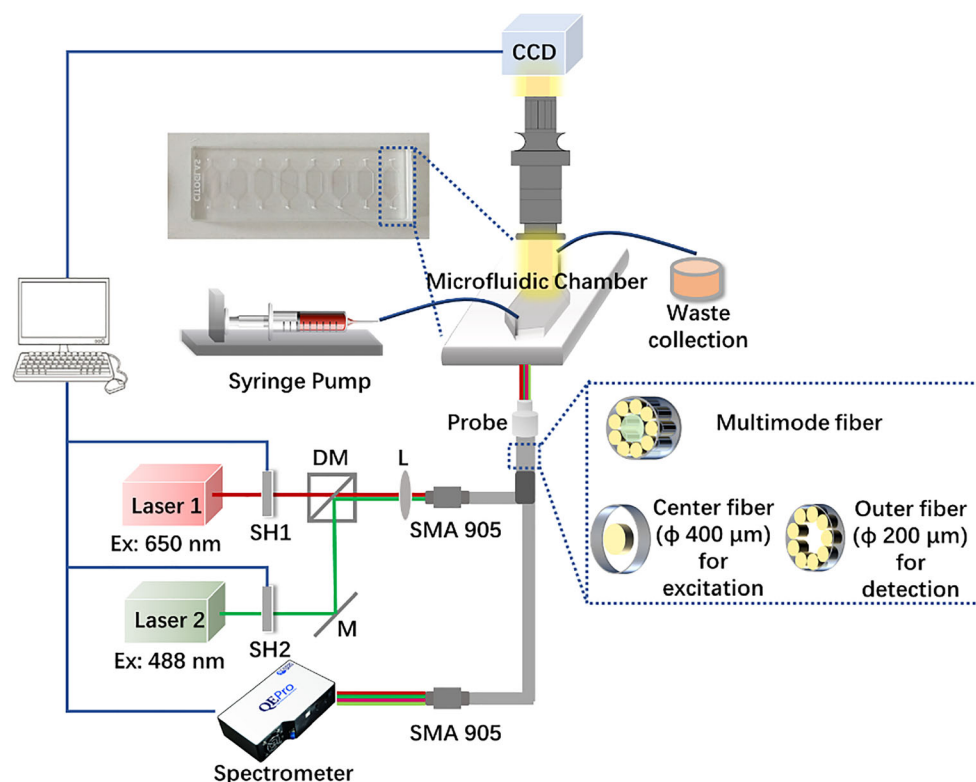 CCD
CITOTLAS
Microfluidic Chamber
Waste
collection
Syringe Pump
Probe
Multimode fiber
DM
L
Laser 1
SH1
SMA 905
Ex: 650 nm
Center fiber
(ϕ 400 μm)
for
excitation
Outer fiber
(ϕ 200 μm)
for
detection
Laser 2
SH2
M
Ex: 488 nm
QEPro
SMA 905
Spectrometer